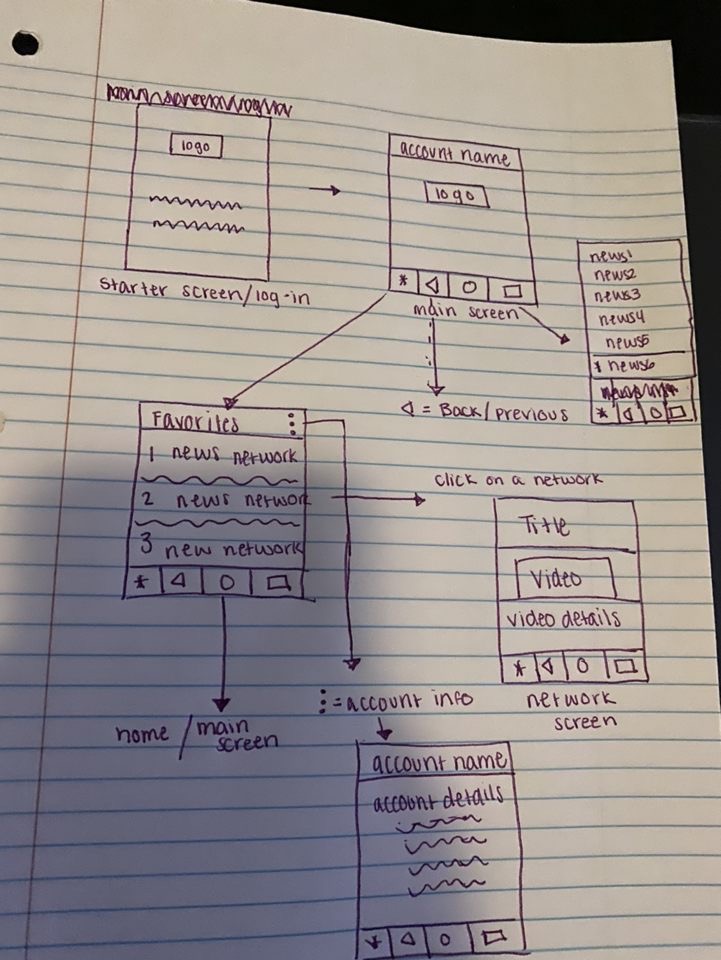 logo
starter screen/log-in
account name
logo
* ◁ ○ ▭
main screen
news1
news2
news3
news4
news5
* news6
* ◁ ○ ▭
◁ = Back/previous
Favorites ⋮
1 news network
2 news network
3 new network
* ◁ ○ ▭
home / main
screen
click on a network
Title
Video
video details
* ◁ ○ ▭
network
screen
⋮ = account info
account name
account details
* ◁ ○ ▭